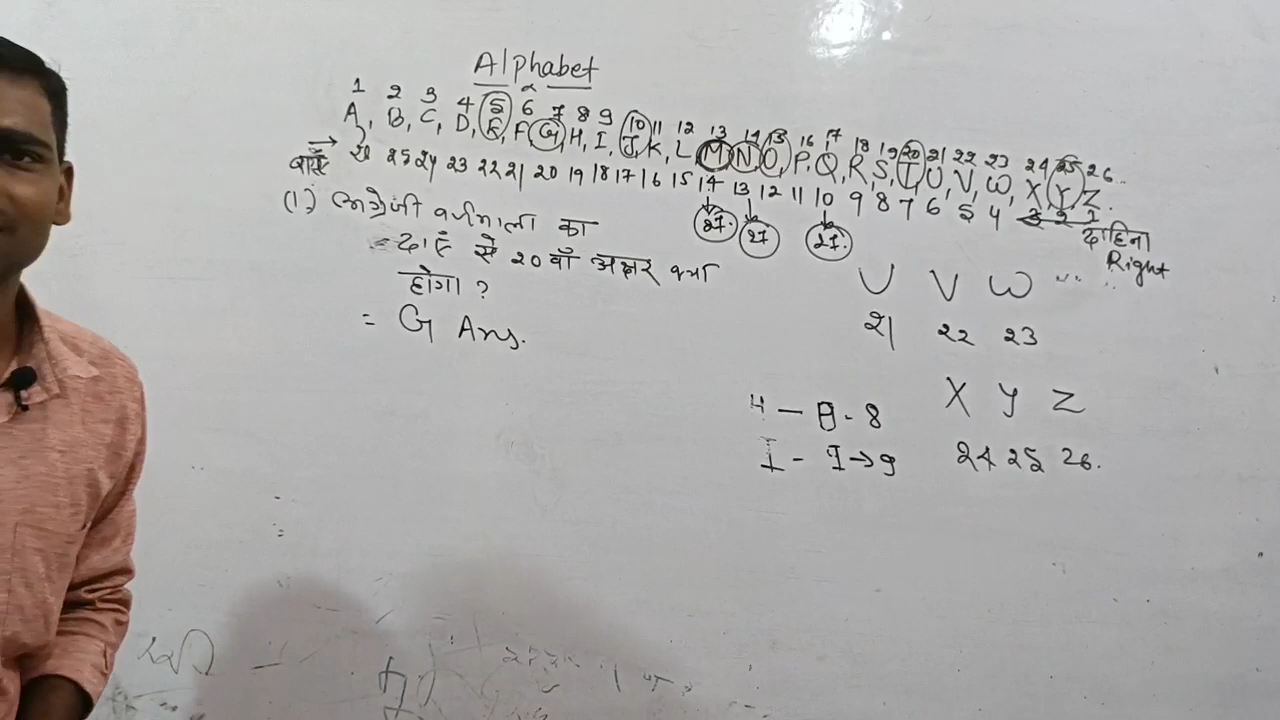 Alphabet
1 2 3 4 5 6 7 8 9 10 11 12 13 14 15 16 17 18 19 20 21 22 23 24 25 26...
A, B, C, D, E, F, G, H, I, J, K, L, M, N, O, P, Q, R, S, T, U, V, W, X, Y, Z.
बाएँ → 26 25 24 23 22 21 20 19 18 17 16 15 14 13 12 11 10 9 8 7 6 5 4 3 2 1
दाहिना
Right
27. 27 27.
(1) अंग्रेजी वर्णमाला का
दाएं से 20 वाँ अक्षर क्या
होगा ?
= G Ans.
U V W
21 22 23
X Y Z
24 25 26.
H - 8 - 8
I - 9 → 9